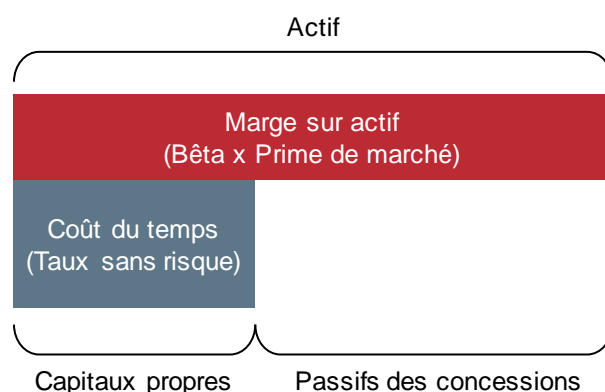 Actif
Marge sur actif
(Bêta x Prime de marché)
Coût du temps
(Taux sans risque)
Capitaux propres
Passifs des concessions